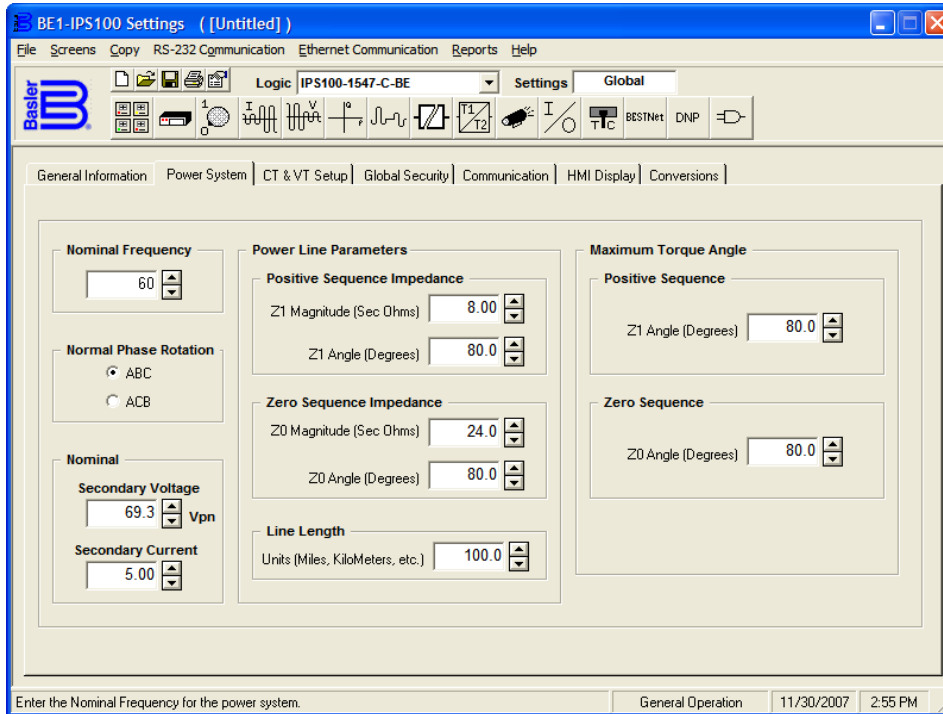 BE1-IPS100 Settings ( [Untitled] )
File Screens Copy RS-232 Communication Ethernet Communication Reports Help
Basler
Logic IPS100-1547-C-BE Settings Global
1 O I V I φ F T1 T2 I O T C BESTNet DNP
General Information Power System CT & VT Setup Global Security Communication HMI Display Conversions
Nominal Frequency
60
Normal Phase Rotation
ABC
ACB
Nominal
Secondary Voltage
69.3 Vpn
Secondary Current
5.00
Power Line Parameters
Positive Sequence Impedance
Z1 Magnitude (Sec Ohms) 8.00
Z1 Angle (Degrees) 80.0
Zero Sequence Impedance
Z0 Magnitude (Sec Ohms) 24.0
Z0 Angle (Degrees) 80.0
Line Length
Units (Miles, KiloMeters, etc.) 100.0
Maximum Torque Angle
Positive Sequence
Z1 Angle (Degrees) 80.0
Zero Sequence
Z0 Angle (Degrees) 80.0
Enter the Nominal Frequency for the power system. General Operation 11/30/2007 2:55 PM